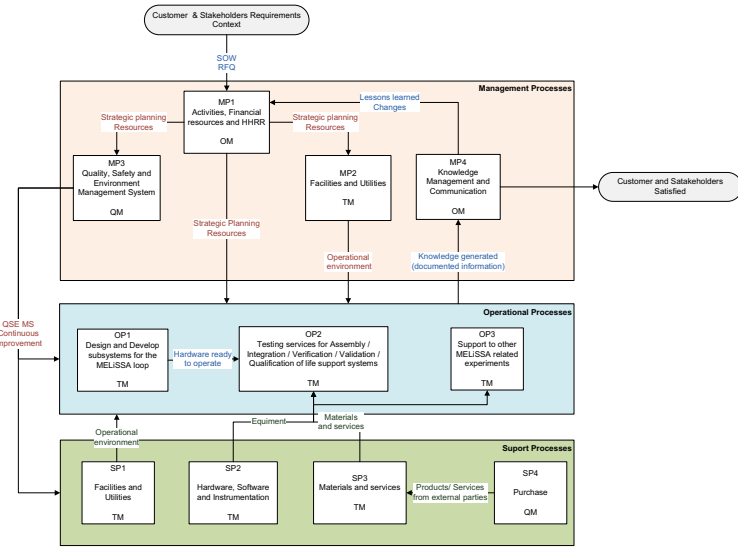 Customer & Stakeholders Requirements
Context
SOW
RFQ
Management Processes
MP1
Activities, Financial
resources and HHRR
OM
Lessons learned
Changes
Strategic planning
Resources
Strategic planning
Resources
MP3
Quality, Safety and
Environment
Management System
QM
MP2
Facilities and Utilities
TM
MP4
Knowledge
Management and
Communication
OM
Customer and Satakeholders
Satisfied
Strategic Planning
Resources
Operational
environment
Knowledge generated
(documented information)
Operational Processes
QSE MS
Continuous
improvement
OP1
Design and Develop
subsystems for the
MELiSSA loop
TM
Hardware ready
to operate
OP2
Testing services for Assembly /
Integration / Verification / Validation /
Qualification of life support systems
TM
OP3
Support to other
MELiSSA related
experiments
TM
Operational
environment
Equiment
Materials
and services
Suport Processes
SP1
Facilities and
Utilities
TM
SP2
Hardware, Software
and Instrumentation
TM
SP3
Materials and services
TM
Products/ Services
from external parties
SP4
Purchase
QM